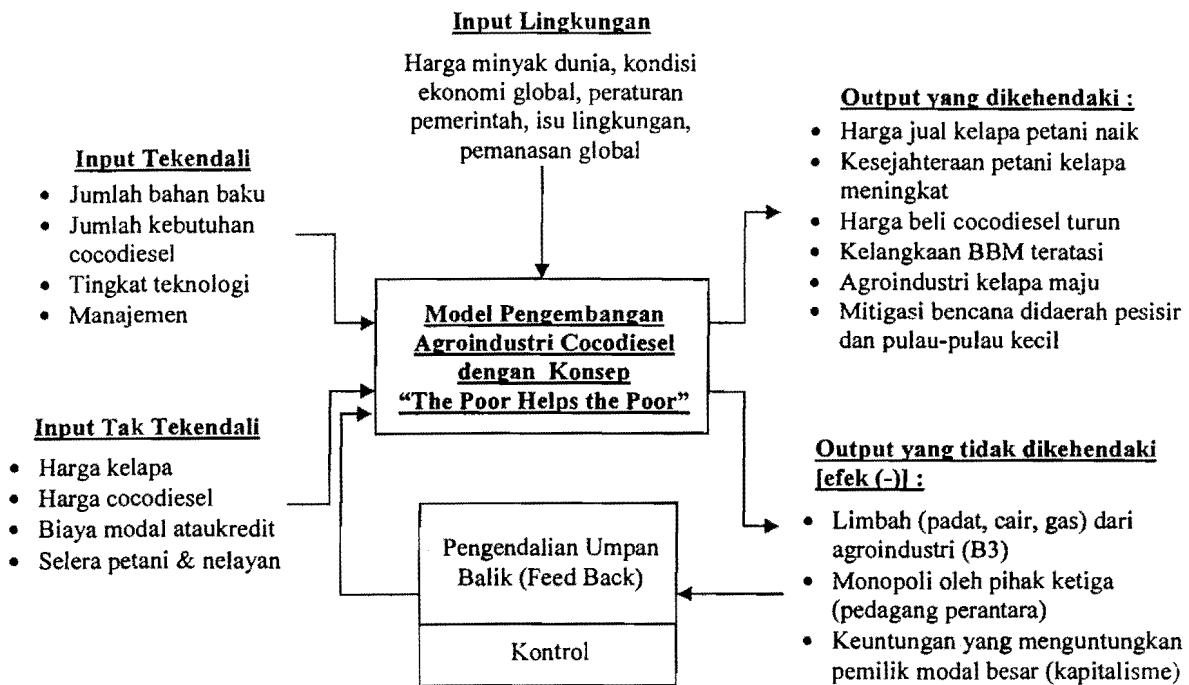 Input Lingkungan
Harga minyak dunia, kondisi
ekonomi global, peraturan
pemerintah, isu lingkungan,
pemanasan global
Input Tekendali
• Jumlah bahan baku
• Jumlah kebutuhan
cocodiesel
• Tingkat teknologi
• Manajemen
Input Tak Tekendali
• Harga kelapa
• Harga cocodiesel
• Biaya modal ataukredit
• Selera petani & nelayan
Model Pengembangan
Agroindustri Cocodiesel
dengan Konsep
“The Poor Helps the Poor”
Pengendalian Umpan
Balik (Feed Back)
Kontrol
Output yang dikehendaki :
• Harga jual kelapa petani naik
• Kesejahteraan petani kelapa
meningkat
• Harga beli cocodiesel turun
• Kelangkaan BBM teratasi
• Agroindustri kelapa maju
• Mitigasi bencana didaerah pesisir
dan pulau-pulau kecil
Output yang tidak dikehendaki
[efek (-)] :
• Limbah (padat, cair, gas) dari
agroindustri (B3)
• Monopoli oleh pihak ketiga
(pedagang perantara)
• Keuntungan yang menguntungkan
pemilik modal besar (kapitalisme)